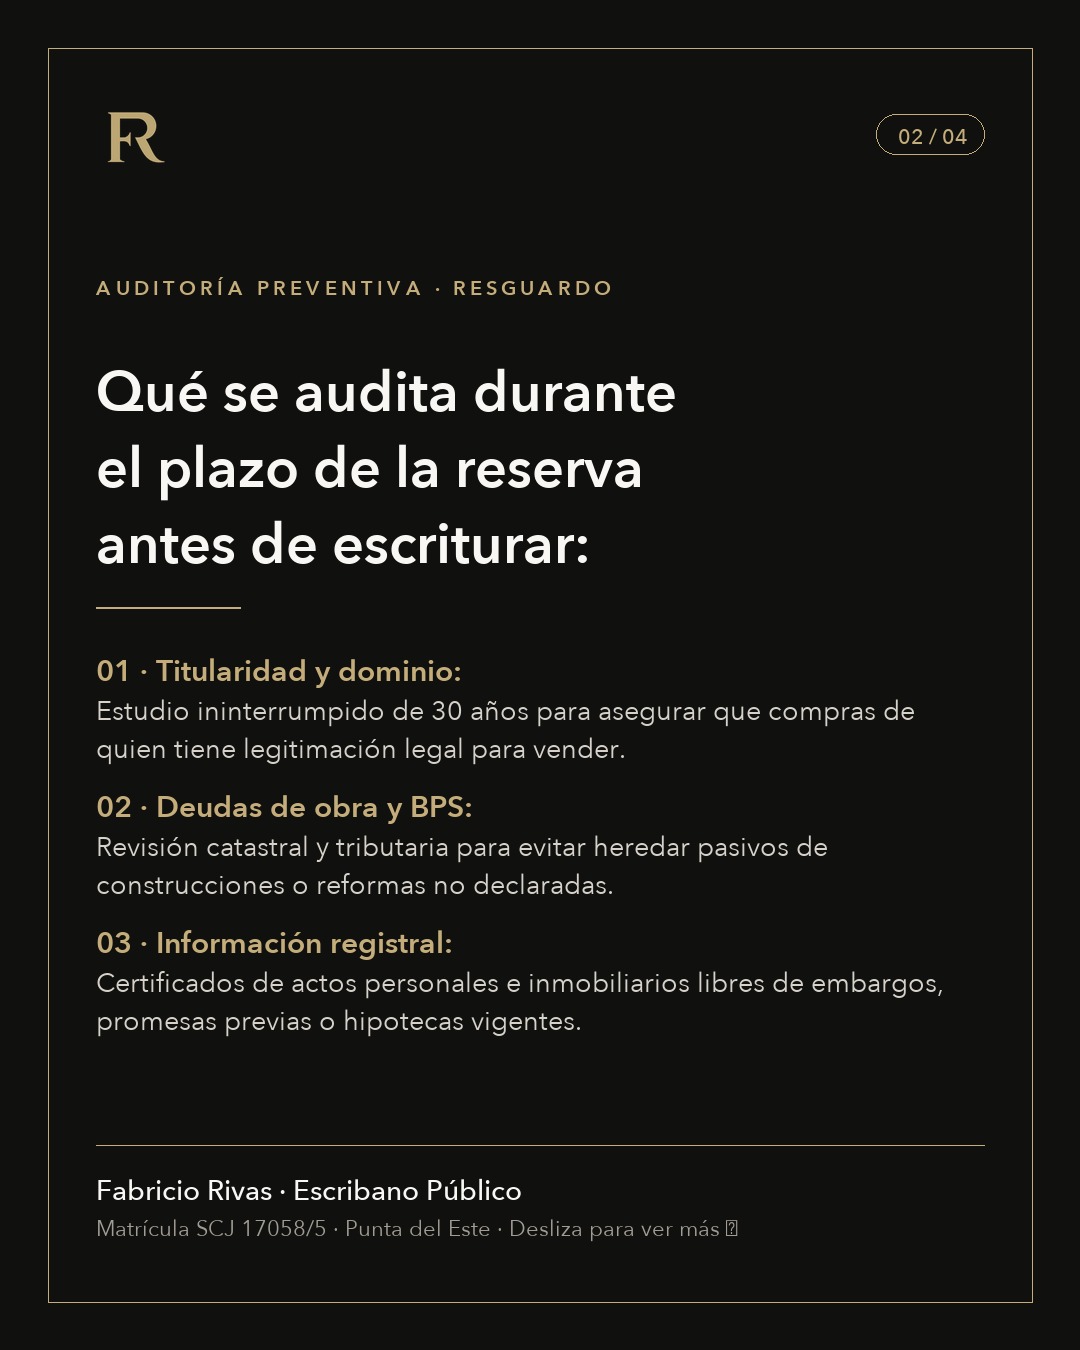 FR
02 / 04
AUDITORÍA PREVENTIVA · RESGUARDO
Qué se audita durante
el plazo de la reserva
antes de escriturar:
01 · Titularidad y dominio:
Estudio ininterrumpido de 30 años para asegurar que compras de
quien tiene legitimación legal para vender.
02 · Deudas de obra y BPS:
Revisión catastral y tributaria para evitar heredar pasivos de
construcciones o reformas no declaradas.
03 · Información registral:
Certificados de actos personales e inmobiliarios libres de embargos,
promesas previas o hipotecas vigentes.
Fabricio Rivas · Escribano Público
Matrícula SCJ 17058/5 · Punta del Este · Desliza para ver más